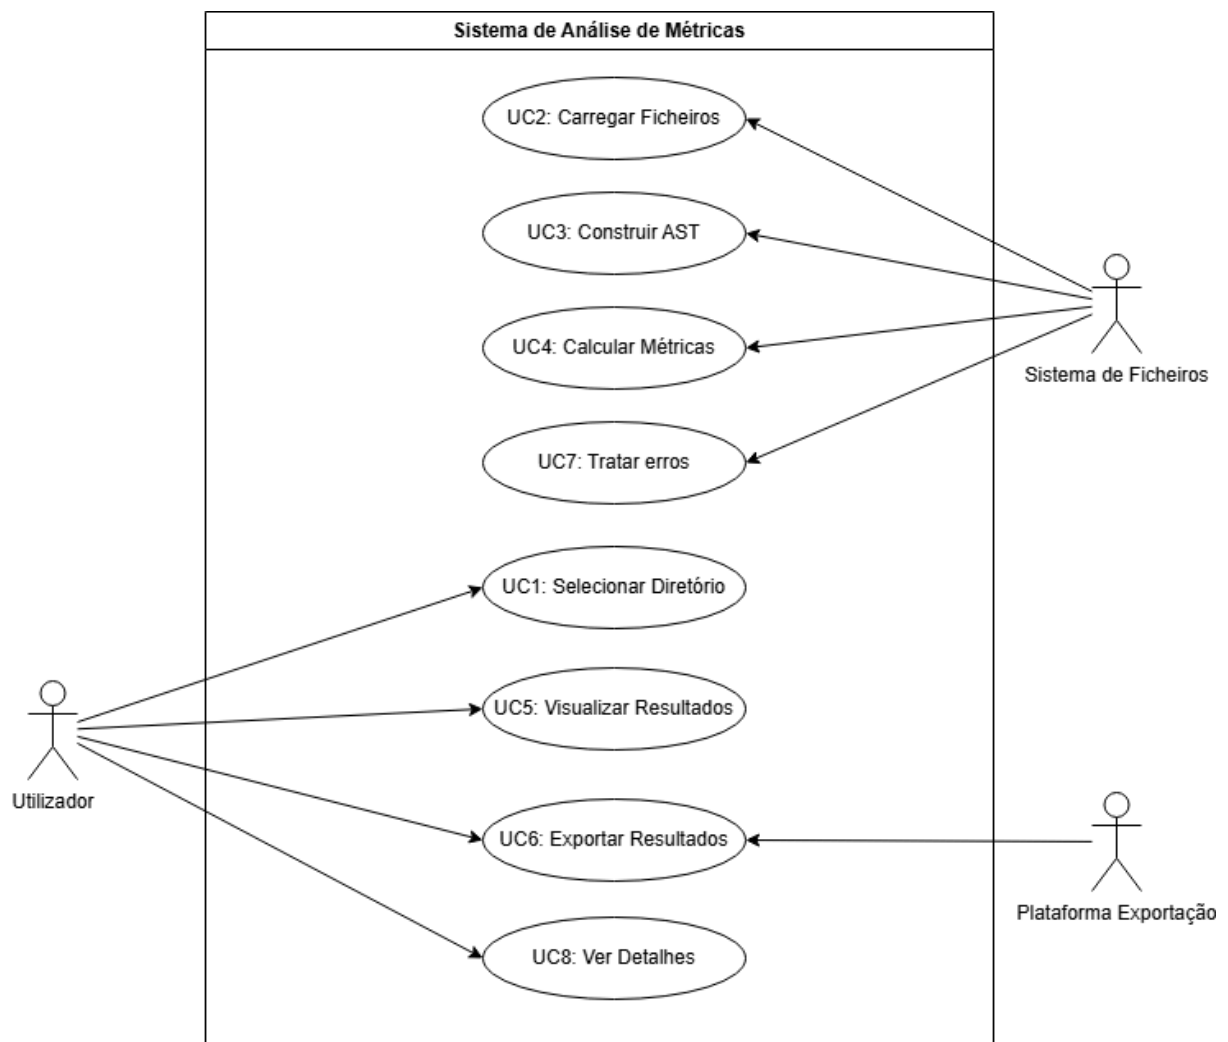 Sistema de Análise de Métricas
UC2: Carregar Ficheiros
UC3: Construir AST
UC4: Calcular Métricas
Sistema de Ficheiros
UC7: Tratar erros
UC1: Selecionar Diretório
UC5: Visualizar Resultados
Utilizador
UC6: Exportar Resultados
Plataforma Exportação
UC8: Ver Detalhes